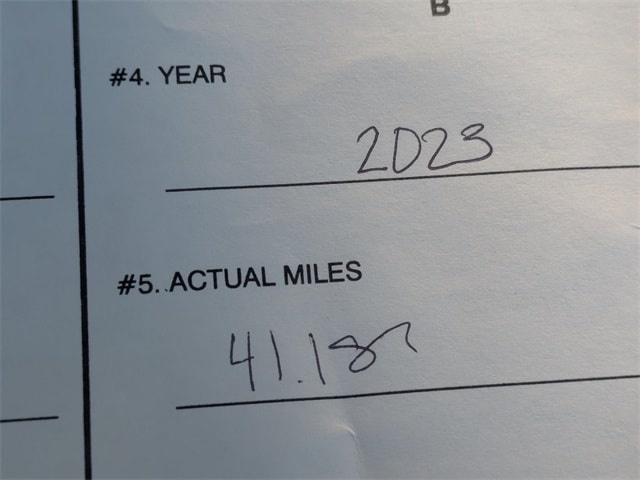 B
#4. YEAR
2023
#5. ACTUAL MILES